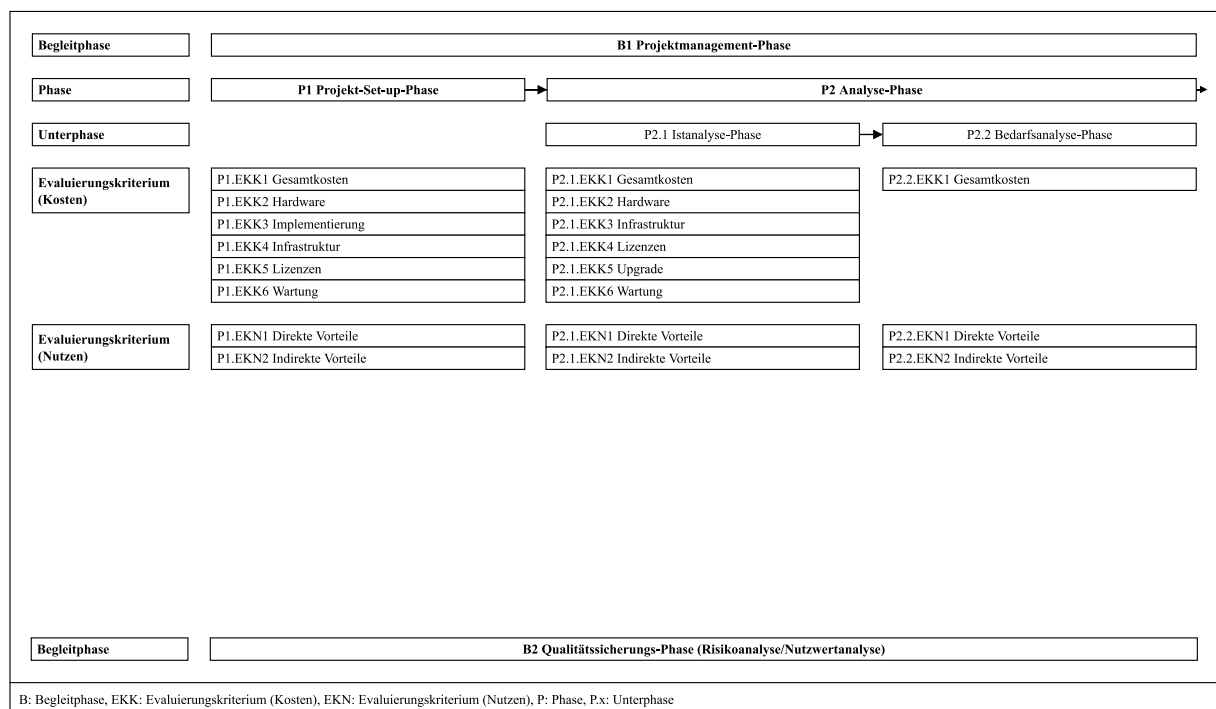 Begleitphase
B1 Projektmanagement-Phase
Phase
P1 Projekt-Set-up-Phase
P2 Analyse-Phase
Unterphase
P2.1 Istanalyse-Phase
P2.2 Bedarfsanalyse-Phase
Evaluierungskriterium
(Kosten)
P1.EKK1 Gesamtkosten
P1.EKK2 Hardware
P1.EKK3 Implementierung
P1.EKK4 Infrastruktur
P1.EKK5 Lizenzen
P1.EKK6 Wartung
P2.1.EKK1 Gesamtkosten
P2.1.EKK2 Hardware
P2.1.EKK3 Infrastruktur
P2.1.EKK4 Lizenzen
P2.1.EKK5 Upgrade
P2.1.EKK6 Wartung
P2.2.EKK1 Gesamtkosten
Evaluierungskriterium
(Nutzen)
P1.EKN1 Direkte Vorteile
P1.EKN2 Indirekte Vorteile
P2.1.EKN1 Direkte Vorteile
P2.1.EKN2 Indirekte Vorteile
P2.2.EKN1 Direkte Vorteile
P2.2.EKN2 Indirekte Vorteile
Begleitphase
B2 Qualitätssicherungs-Phase (Risikoanalyse/Nutzwertanalyse)
B: Begleitphase, EKK: Evaluierungskriterium (Kosten), EKN: Evaluierungskriterium (Nutzen), P: Phase, P.x: Unterphase